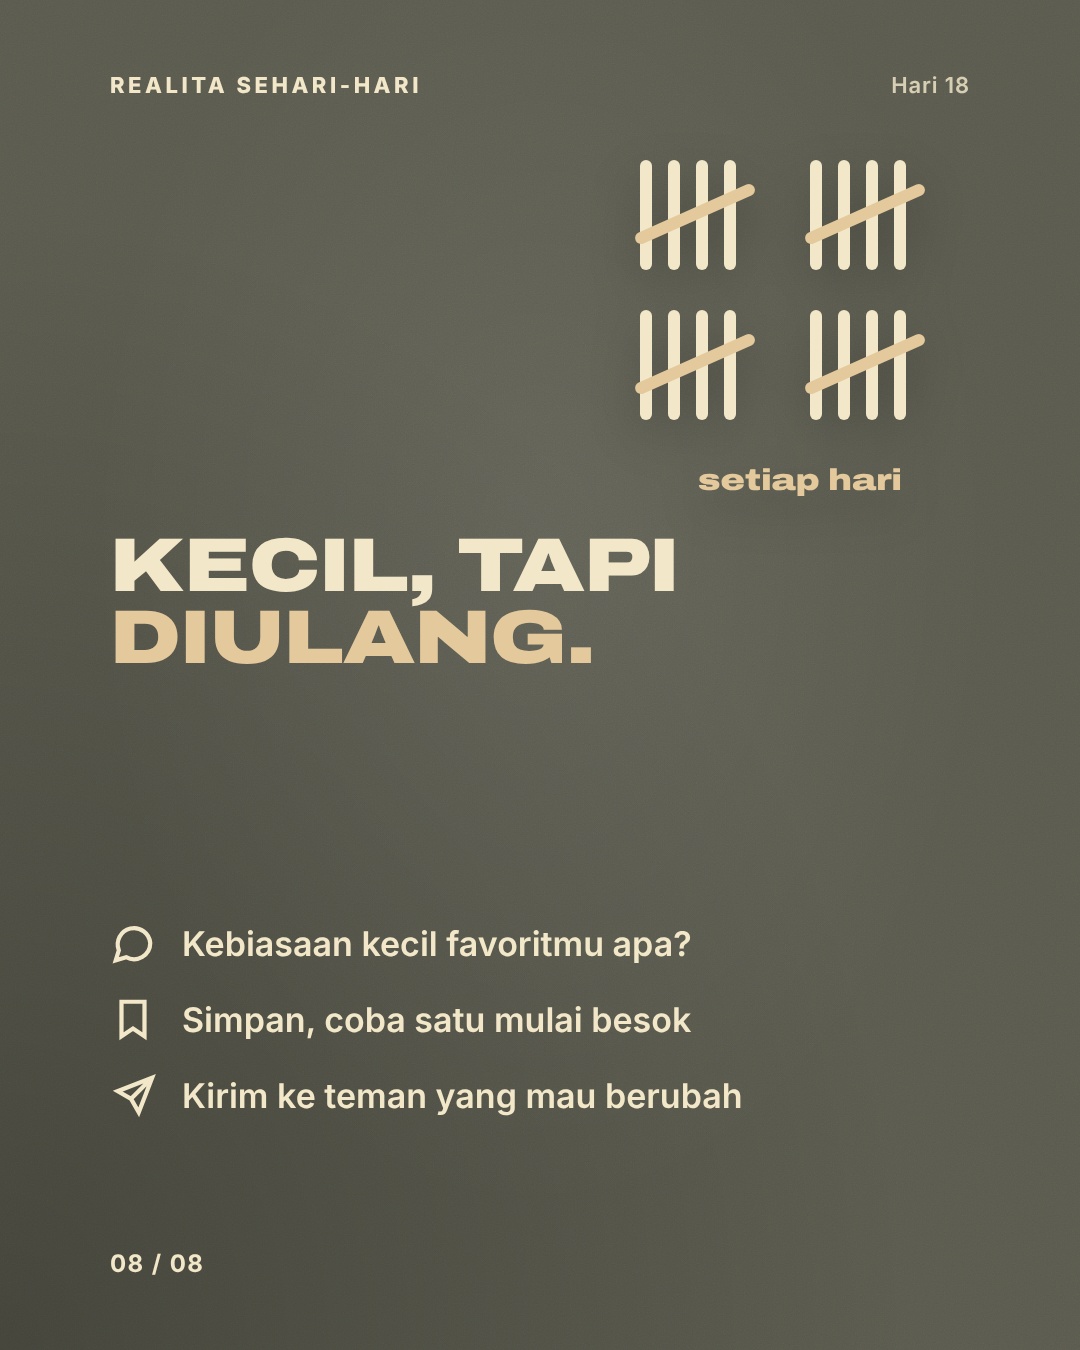 REALITA SEHARI-HARI
Hari 18
setiap hari
KECIL, TAPI
DIULANG.
Kebiasaan kecil favoritmu apa?
Simpan, coba satu mulai besok
Kirim ke teman yang mau berubah
08 / 08